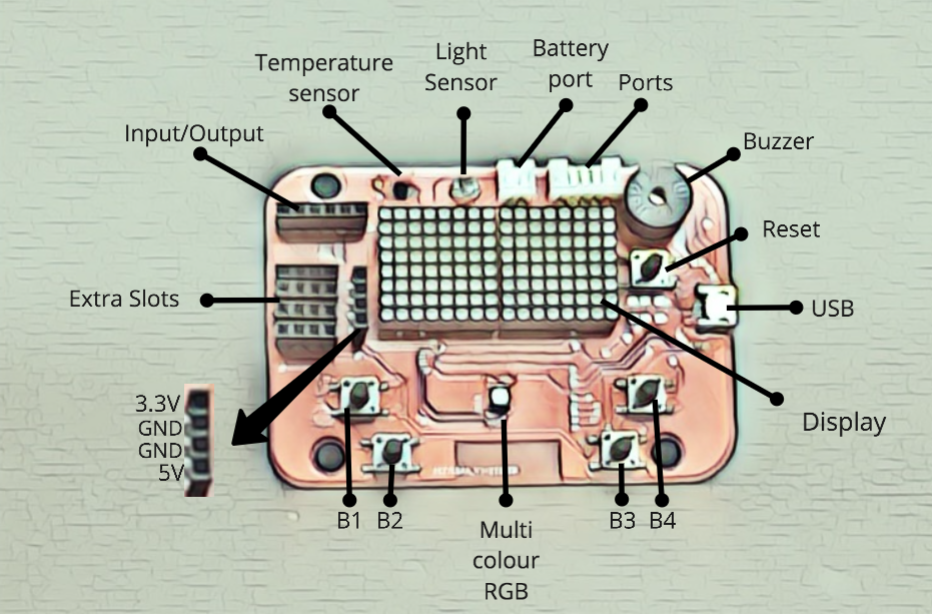 Light
Sensor
Battery
port
Temperature
sensor
Ports
Input/Output
Buzzer
Reset
Extra Slots
USB
3.3V
GND
GND
5V
Display
B1
B2
B3
B4
Multi
colour
RGB